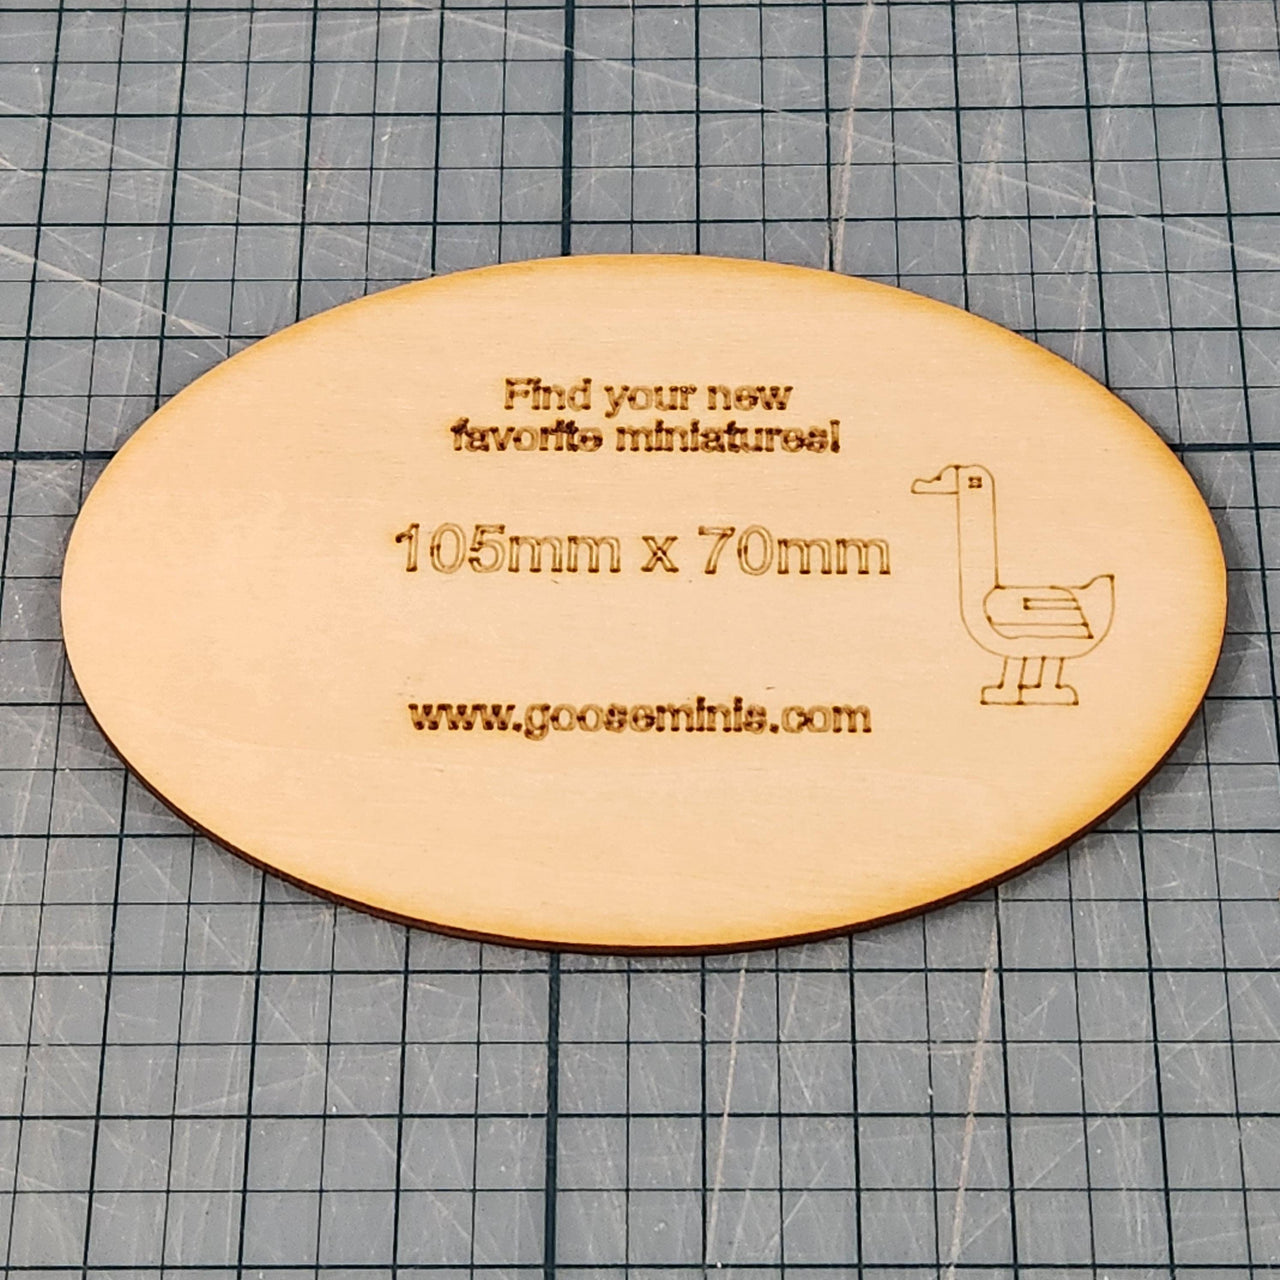 Find your new
favorite miniatures!
105mm x 70mm
www.gooseminis.com